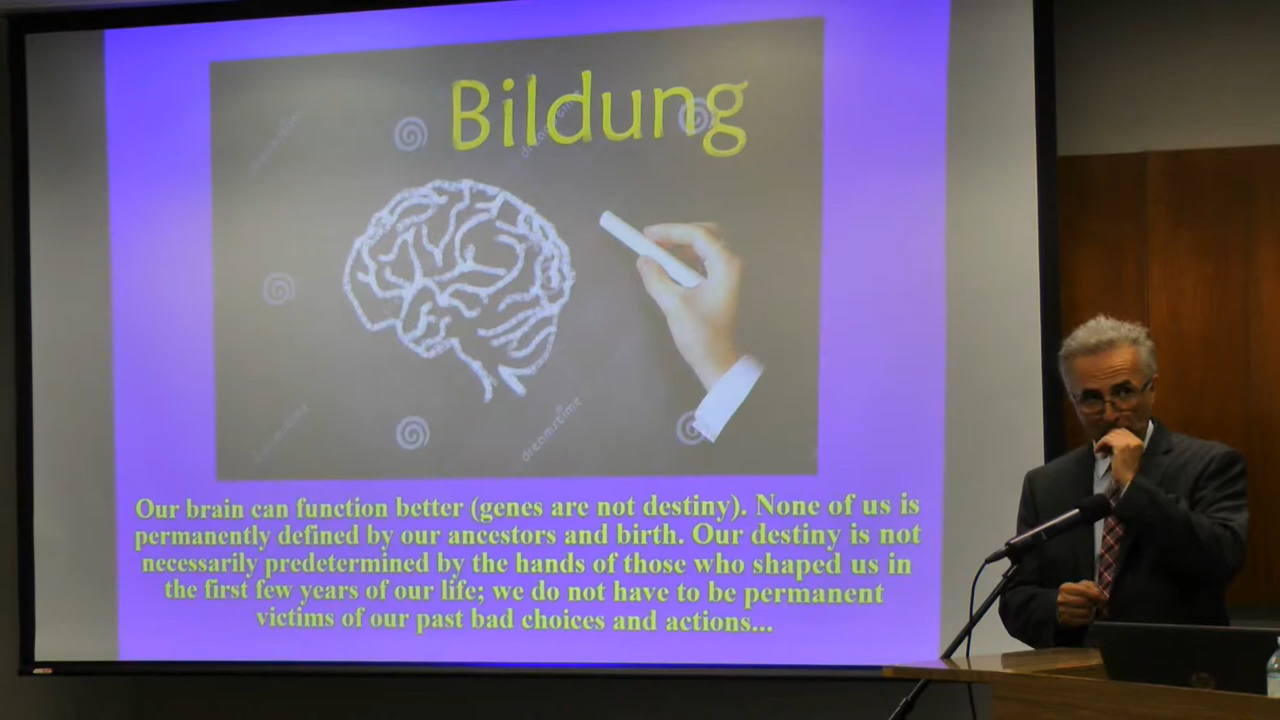 Bildung
dreamstime
Our brain can function better (genes are not destiny). None of us is
permanently defined by our ancestors and birth. Our destiny is not
necessarily predetermined by the hands of those who shaped us in
the first few years of our life; we do not have to be permanent
victims of our past bad choices and actions...